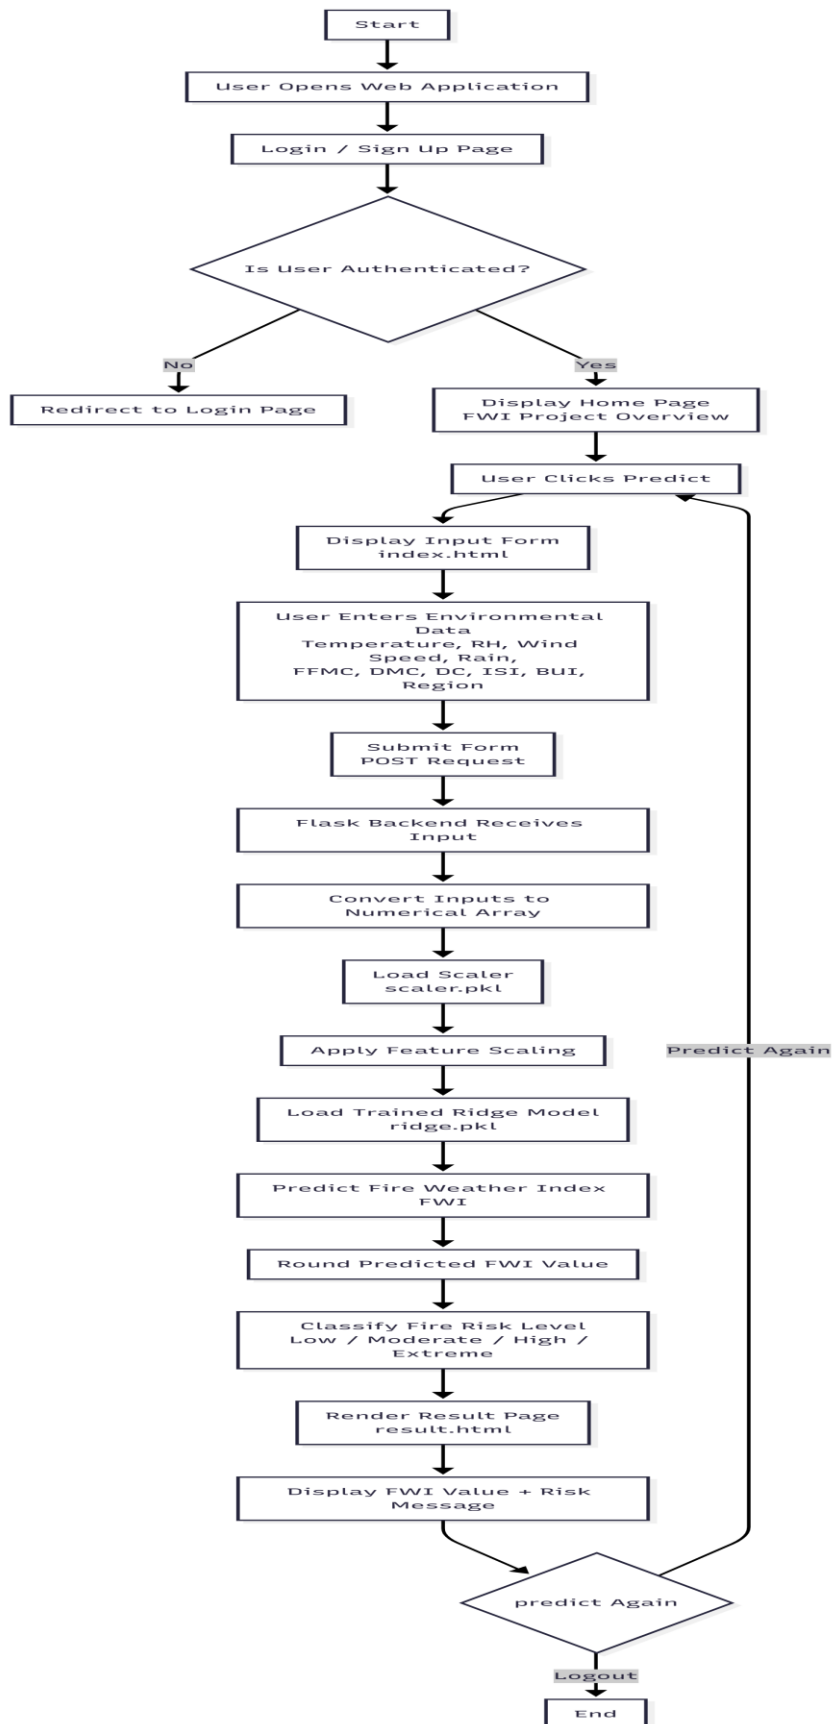 Start
User Opens Web Application
Login / Sign Up Page
Is User Authenticated?
No
Yes
Redirect to Login Page
Display Home Page
FWI Project Overview
User Clicks Predict
Display Input Form
index.html
User Enters Environmental
Data
Temperature, RH, Wind
Speed, Rain,
FFMC, DMC, DC, ISI, BUI,
Region
Submit Form
POST Request
Flask Backend Receives
Input
Convert Inputs to
Numerical Array
Load Scaler
scaler.pkl
Apply Feature Scaling
Predict Again
Load Trained Ridge Model
ridge.pkl
Predict Fire Weather Index
FWI
Round Predicted FWI Value
Classify Fire Risk Level
Low / Moderate / High /
Extreme
Render Result Page
result.html
Display FWI Value + Risk
Message
predict Again
Logout
End